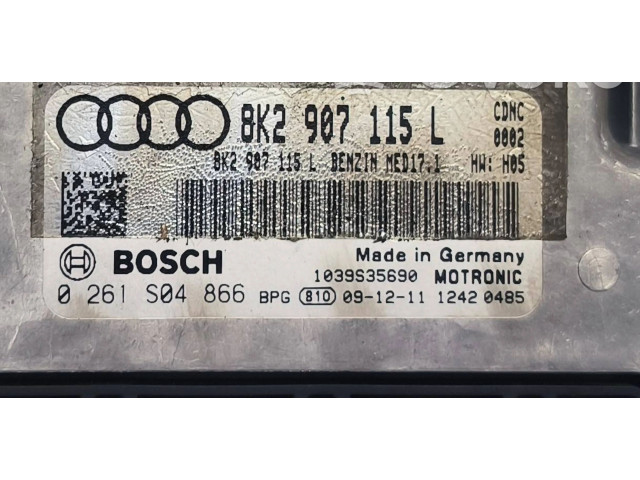 8K2 907 115 L CDNC
0002
8K2 907 115 L BENZIN MED17.1 HW: H05
BOSCH Made in Germany
1039S35690 MOTRONIC
0 261 S04 866 BPG 810 09-12-11 1242 0485